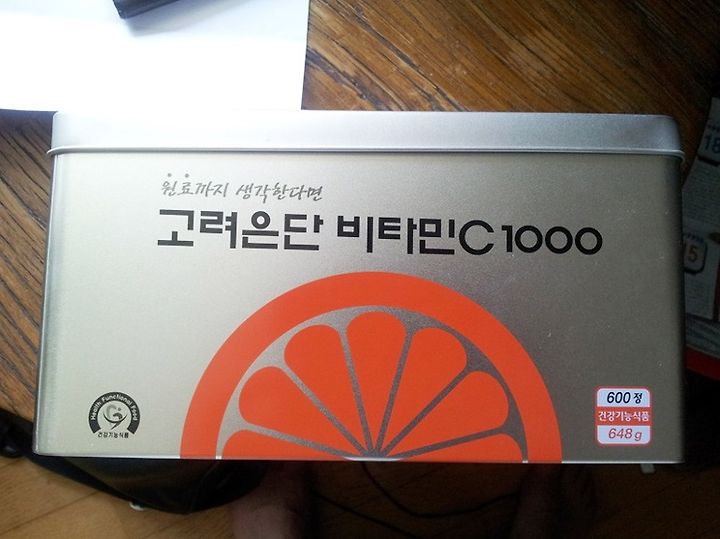 원료까지 생각한다면
고려은단 비타민C 1000
Health Functional Food
건강기능식품
600정
건강기능식품
648g
18
15